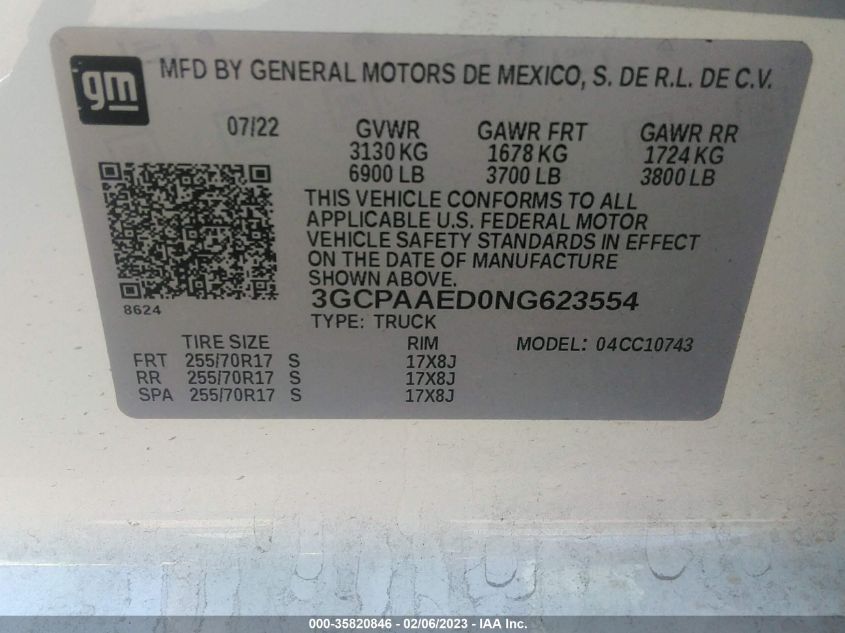 gm
MFD BY GENERAL MOTORS DE MEXICO, S. DE R.L. DE C.V.
07/22 GVWR GAWR FRT GAWR RR
3130 KG 1678 KG 1724 KG
6900 LB 3700 LB 3800 LB
THIS VEHICLE CONFORMS TO ALL
APPLICABLE U.S. FEDERAL MOTOR
VEHICLE SAFETY STANDARDS IN EFFECT
ON THE DATE OF MANUFACTURE
SHOWN ABOVE.
8624
3GCPAAED0NG623554
TYPE: TRUCK
TIRE SIZE RIM MODEL: 04CC10743
FRT 255/70R17 S 17X8J
RR 255/70R17 S 17X8J
SPA 255/70R17 S 17X8J
000-35820846 - 02/06/2023 - © IAA Inc.